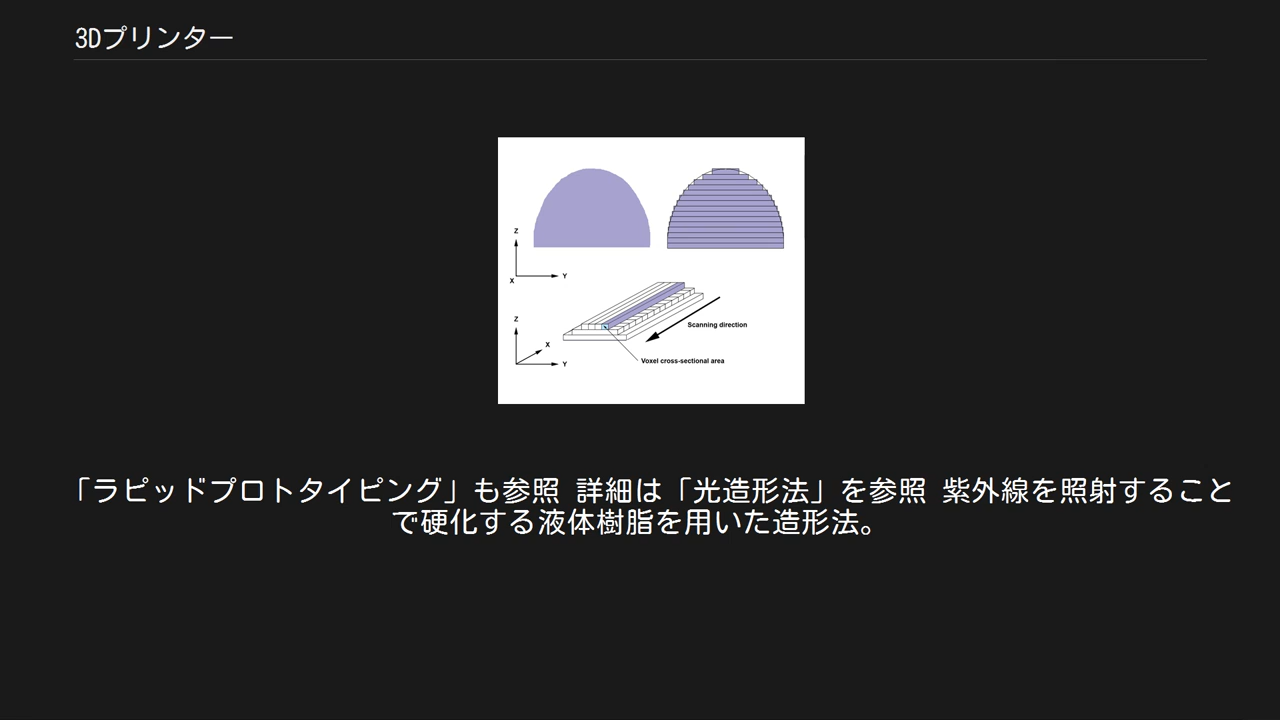 3Dプリンター
Z
Y
X
Z
X
Y
Scanning direction
Voxel cross-sectional area
「ラピッドプロトタイピング」も参照 詳細は「光造形法」を参照 紫外線を照射すること
で硬化する液体樹脂を用いた造形法。